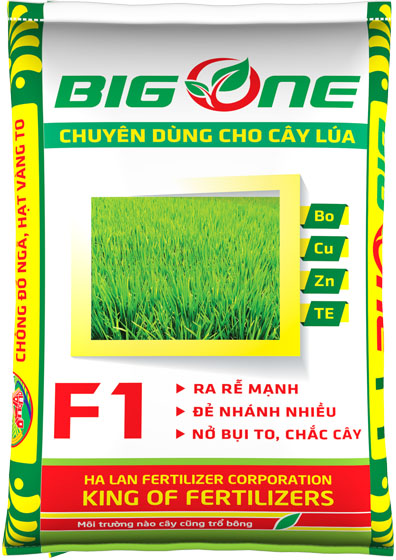 BIG ONE
CHUYÊN DÙNG CHO CÂY LÚA
Bo
Cu
Zn
TE
F1
RA RỄ MẠNH
ĐẺ NHÁNH NHIỀU
NỞ BỤI TO, CHẮC CÂY
HA LAN FERTILIZER CORPORATION
KING OF FERTILIZERS
Môi trường nào cây cũng trổ bông
CHỐNG ĐỔ NGÃ, HẠT VÀNG TO